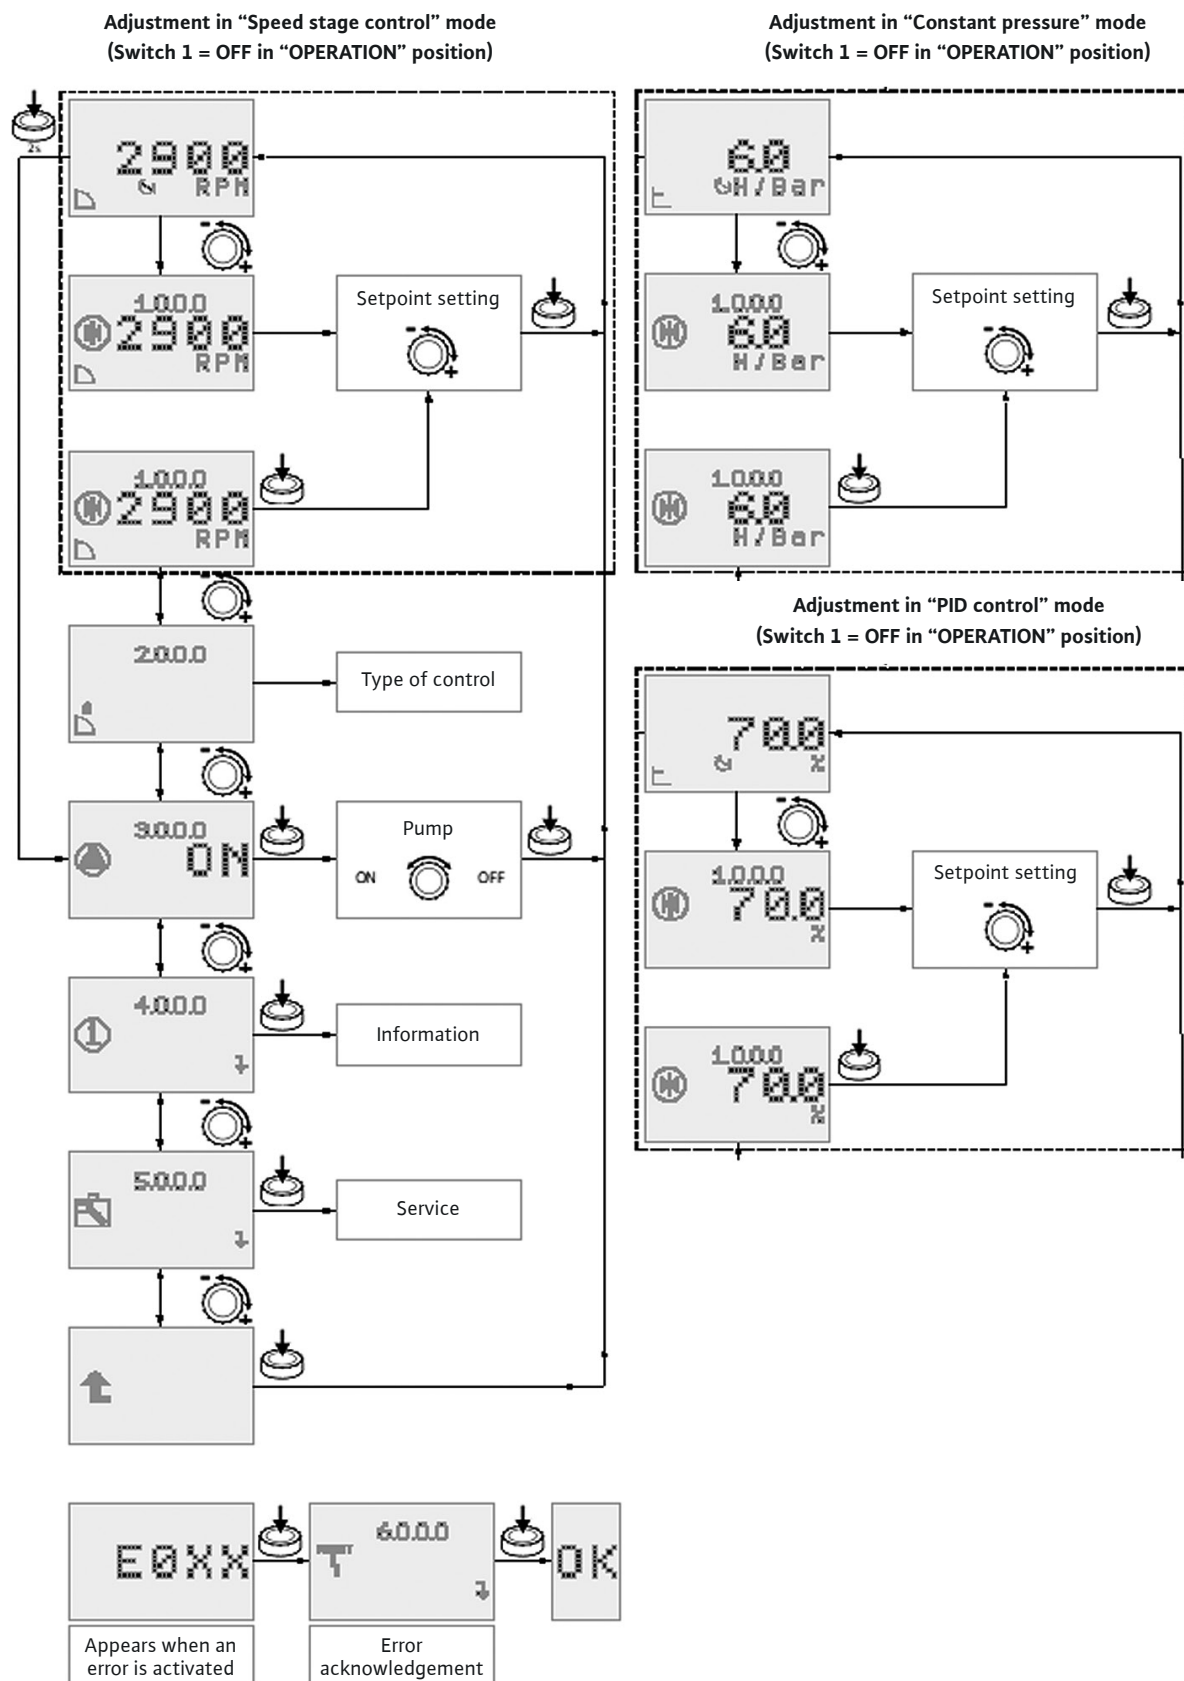 Adjustment in “Speed stage control” mode
(Switch 1 = OFF in “OPERATION” position)
2s
2900
RPM
1.0.0.0
2900
RPM
Setpoint setting
- +
1.0.0.0
2900
RPM
2.0.0.0
Type of control
3.0.0.0
ON
Pump
ON OFF
4.0.0.0
1
Information
5.0.0.0
Service
E0XX
6.0.0.0
OK
Appears when an
error is activated
Error
acknowledgement
Adjustment in “Constant pressure” mode
(Switch 1 = OFF in “OPERATION” position)
6.0
H/Bar
1.0.0.0
6.0
H/Bar
Setpoint setting
- +
1.0.0.0
6.0
H/Bar
Adjustment in “PID control” mode
(Switch 1 = OFF in “OPERATION” position)
70.0
%
1.0.0.0
70.0
%
Setpoint setting
- +
1.0.0.0
70.0
%